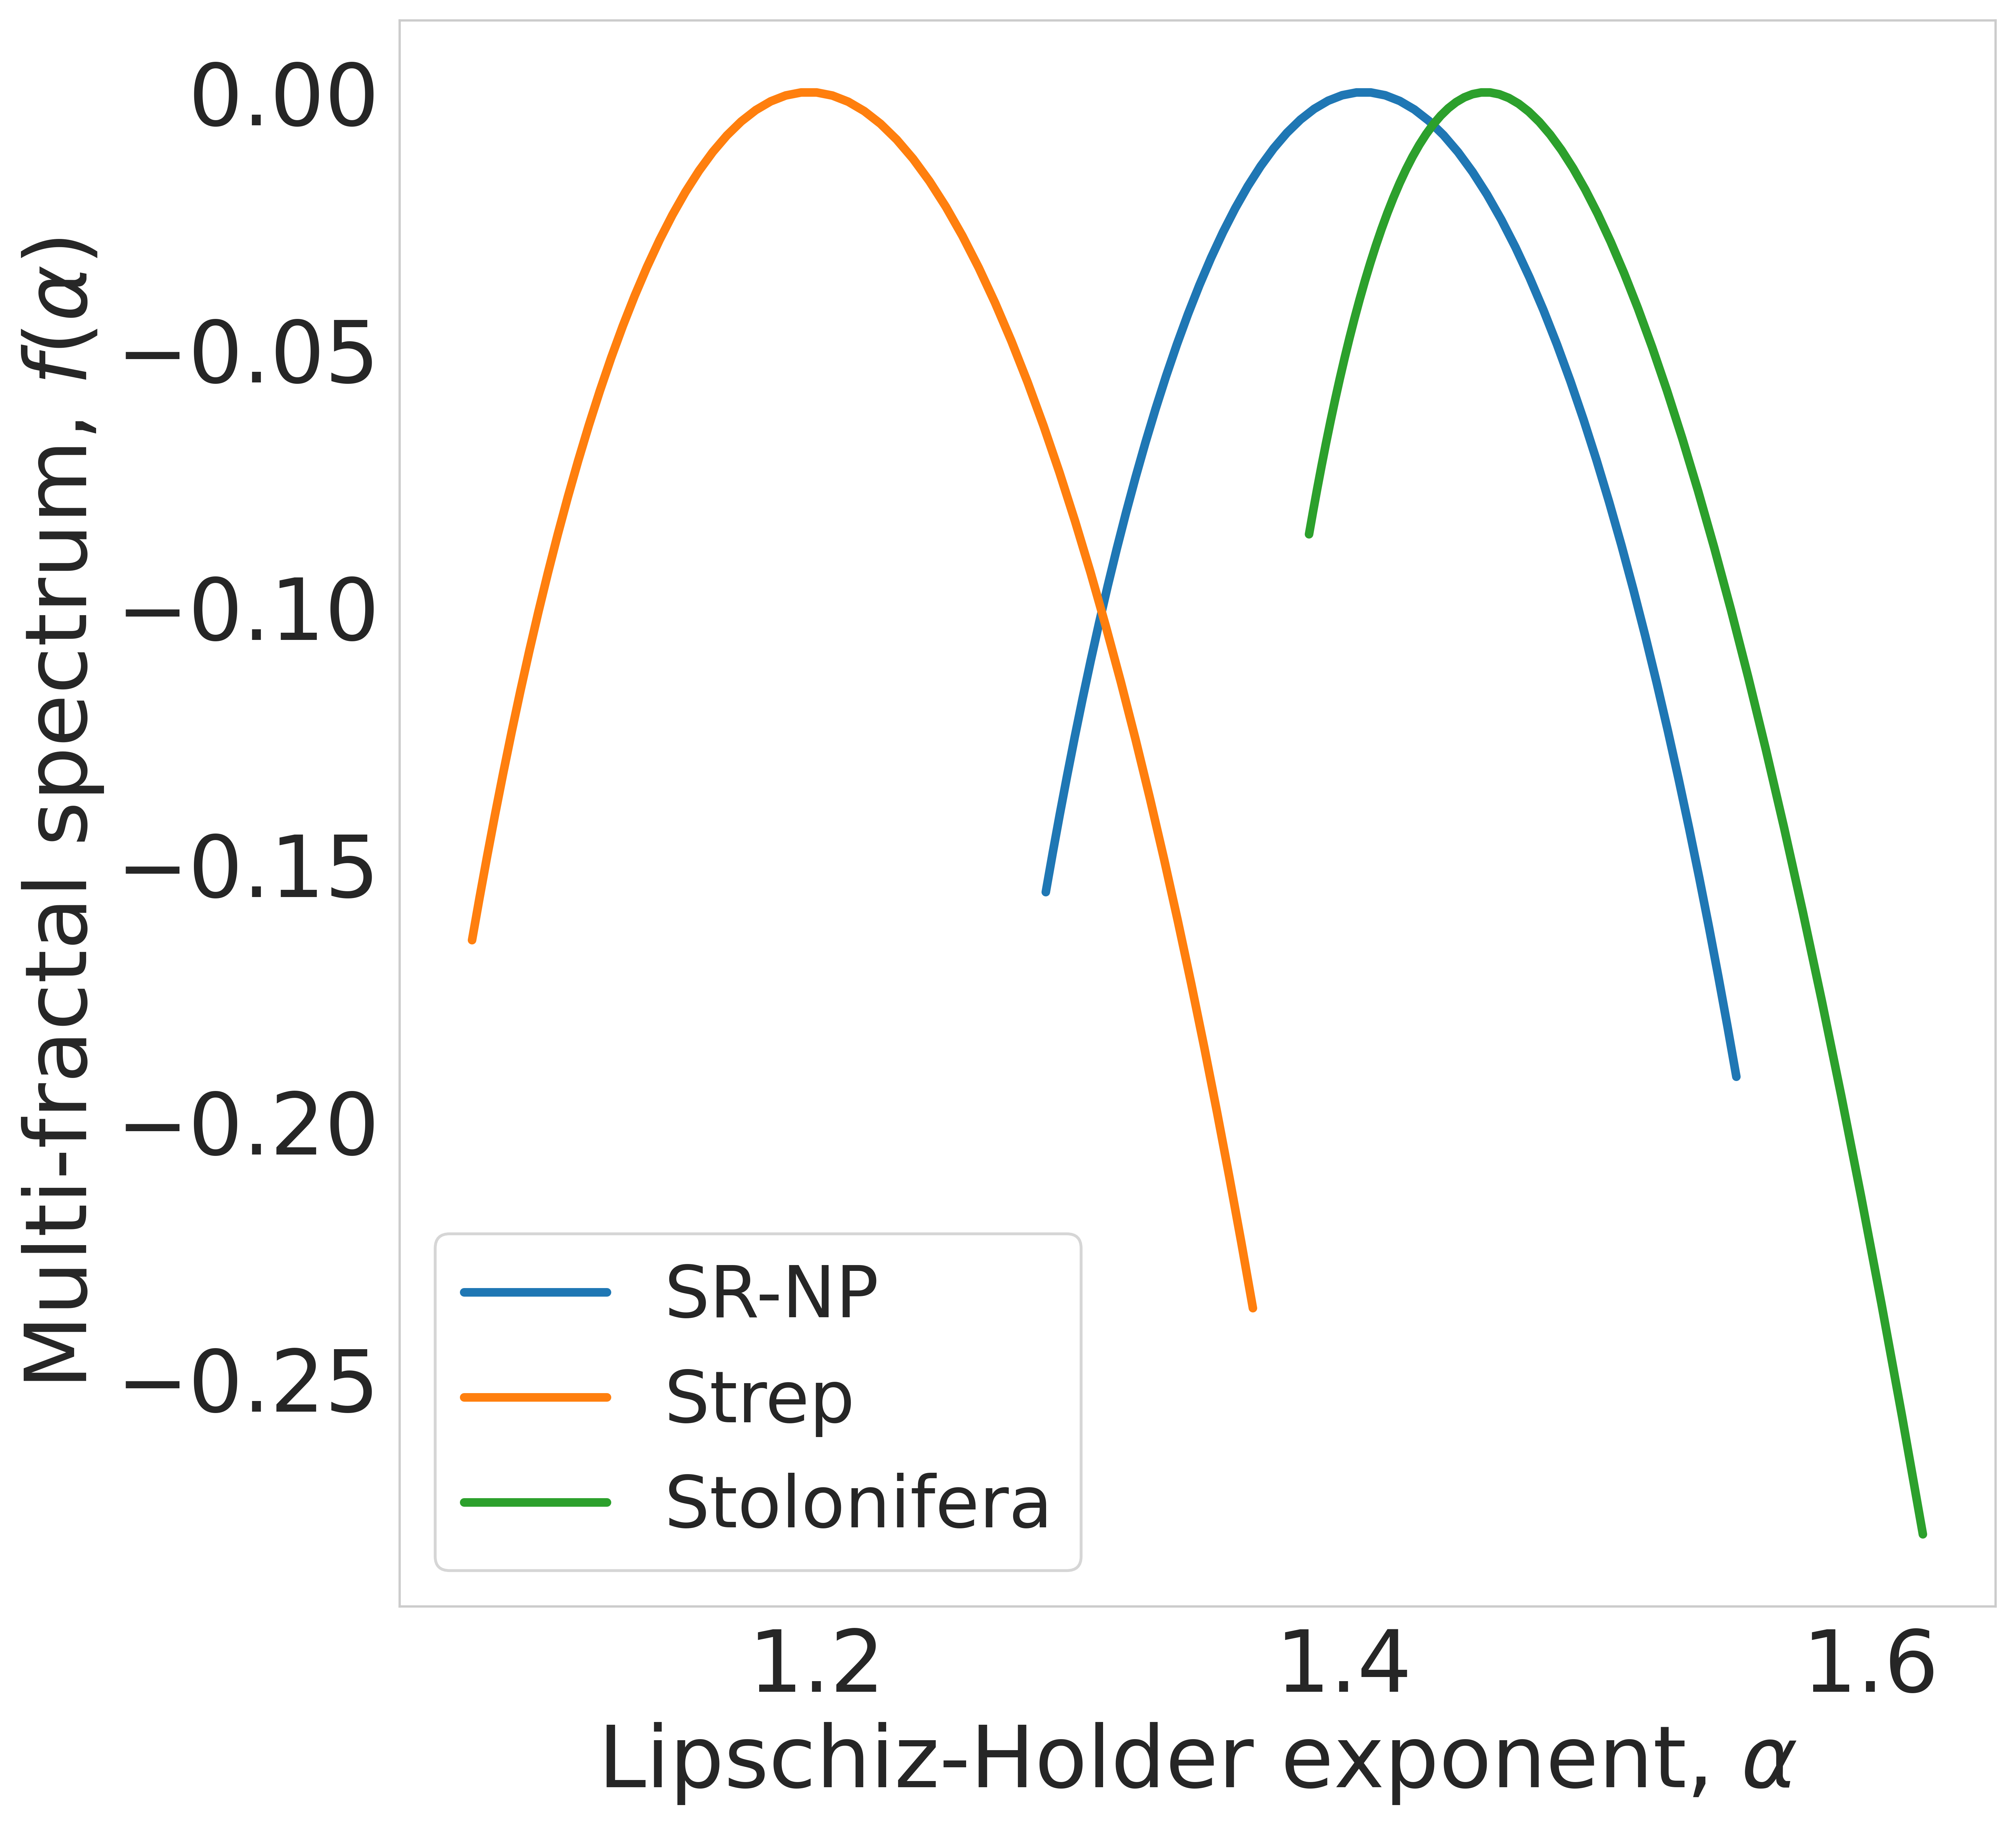 Multi-fractal spectrum, f(α)
0.00
−0.05
−0.10
−0.15
−0.20
−0.25
SR-NP
Strep
Stolonifera
1.2
1.4
1.6
Lipschiz-Holder exponent, α